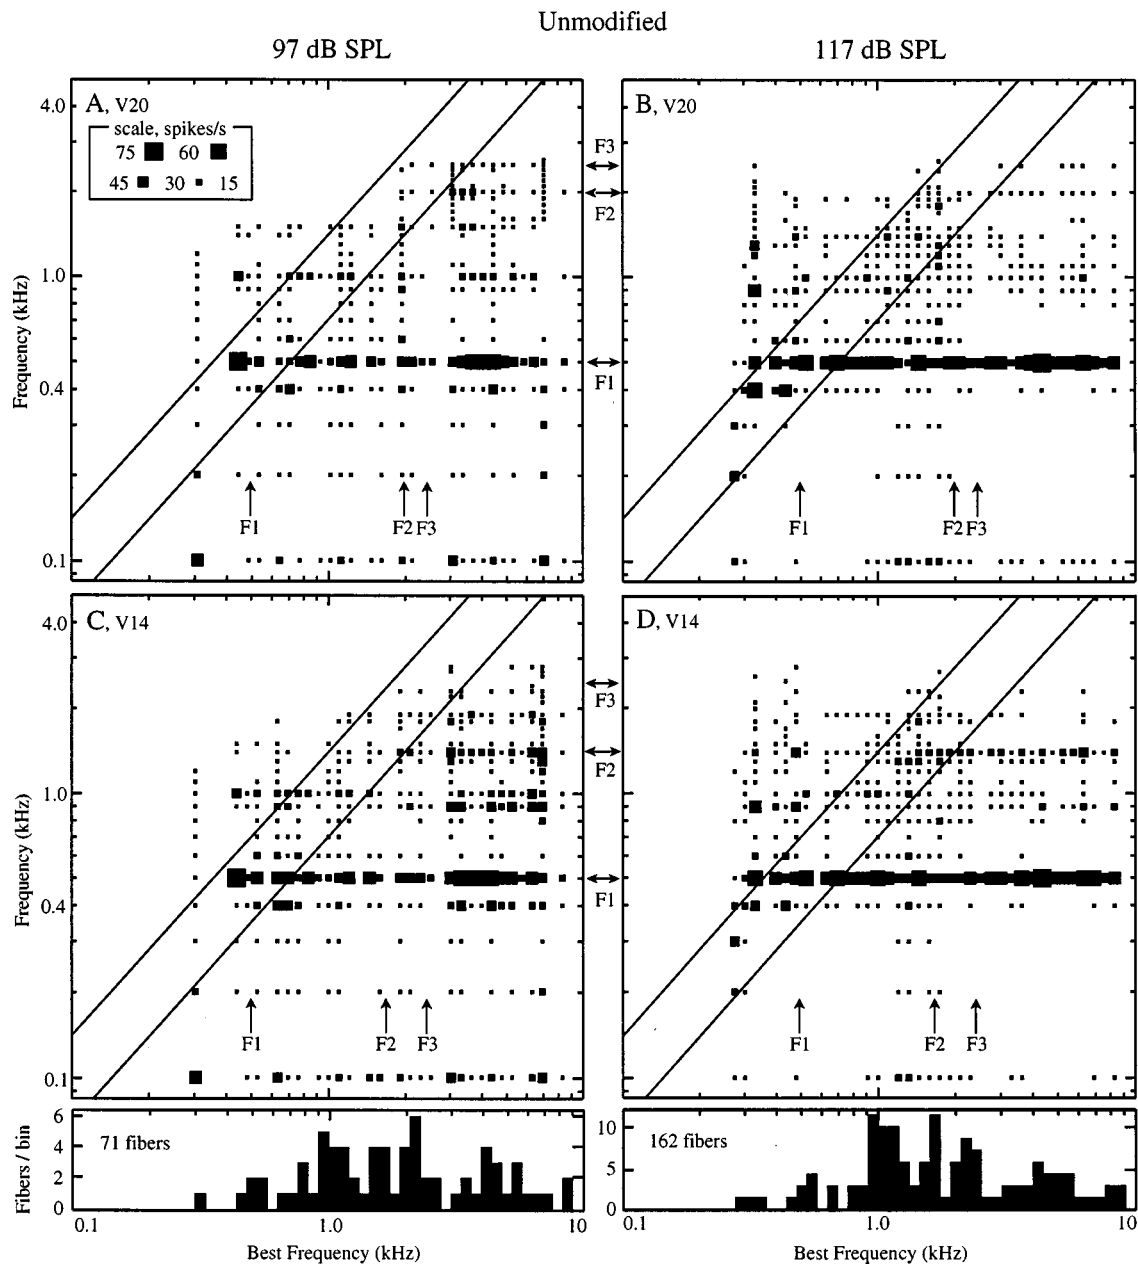 Unmodified
97 dB SPL
117 dB SPL
A, V20
scale, spikes/s
75 60
45 30 15
B, V20
4.0
1.0
0.4
0.1
Frequency (kHz)
F3
F2
F1
F1
F2 F3
F1
F2 F3
C, V14
D, V14
4.0
1.0
0.4
0.1
Frequency (kHz)
F3
F2
F1
F1
F2
F3
F1
F2
F3
Fibers / bin
6
4
2
0
71 fibers
10
5
0
162 fibers
0.1
1.0
10
0.1
1.0
10
Best Frequency (kHz)
Best Frequency (kHz)